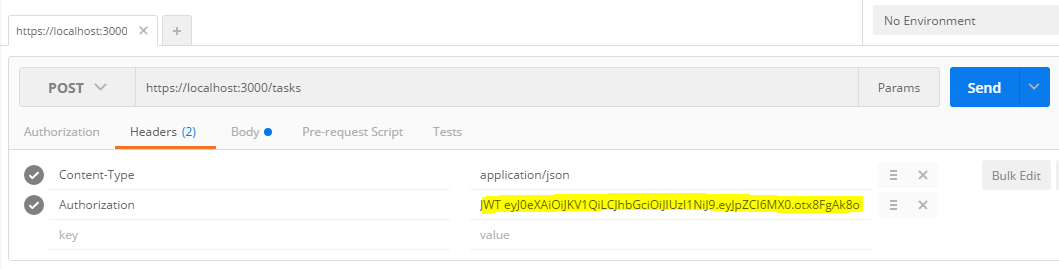 https://localhost:3000
No Environment
POST
https://localhost:3000/tasks
Params
Send
Authorization
Headers (2)
Body
Pre-request Script
Tests
Content-Type
application/json
Bulk Edit
Authorization
JWT eyJ0eXAiOiJKV1QiLCJhbGciOiJIUzI1NiJ9.eyJpZCI6MX0.otx8FgAk8o
key
value